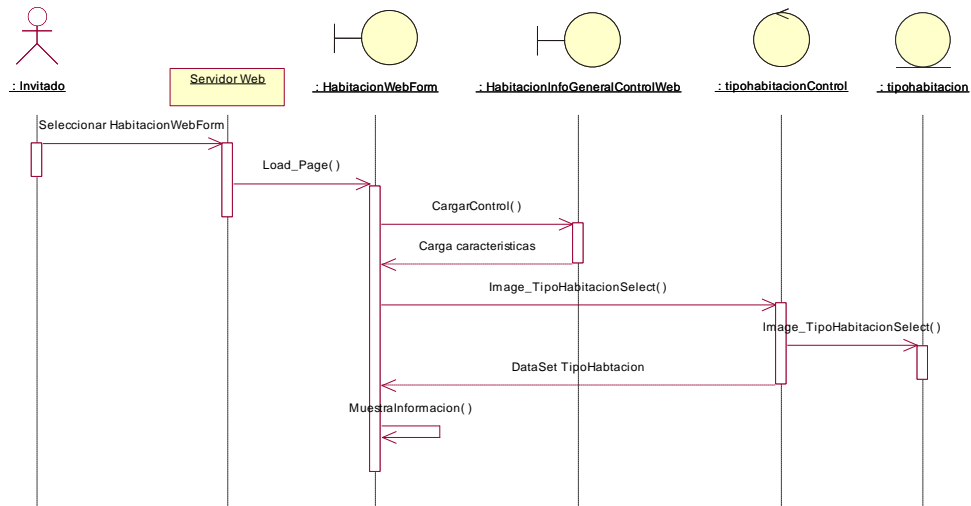 Servidor Web
: Invitado
: HabitacionWebForm
: HabitacionInfoGeneralControlWeb
: tipohabitacionControl
: tipohabitacion
Seleccionar HabitacionWebForm
Load_Page( )
CargarControl( )
Carga caracteristicas
Image_TipoHabitacionSelect( )
Image_TipoHabitacionSelect( )
DataSet TipoHabtacion
MuestraInformacion( )